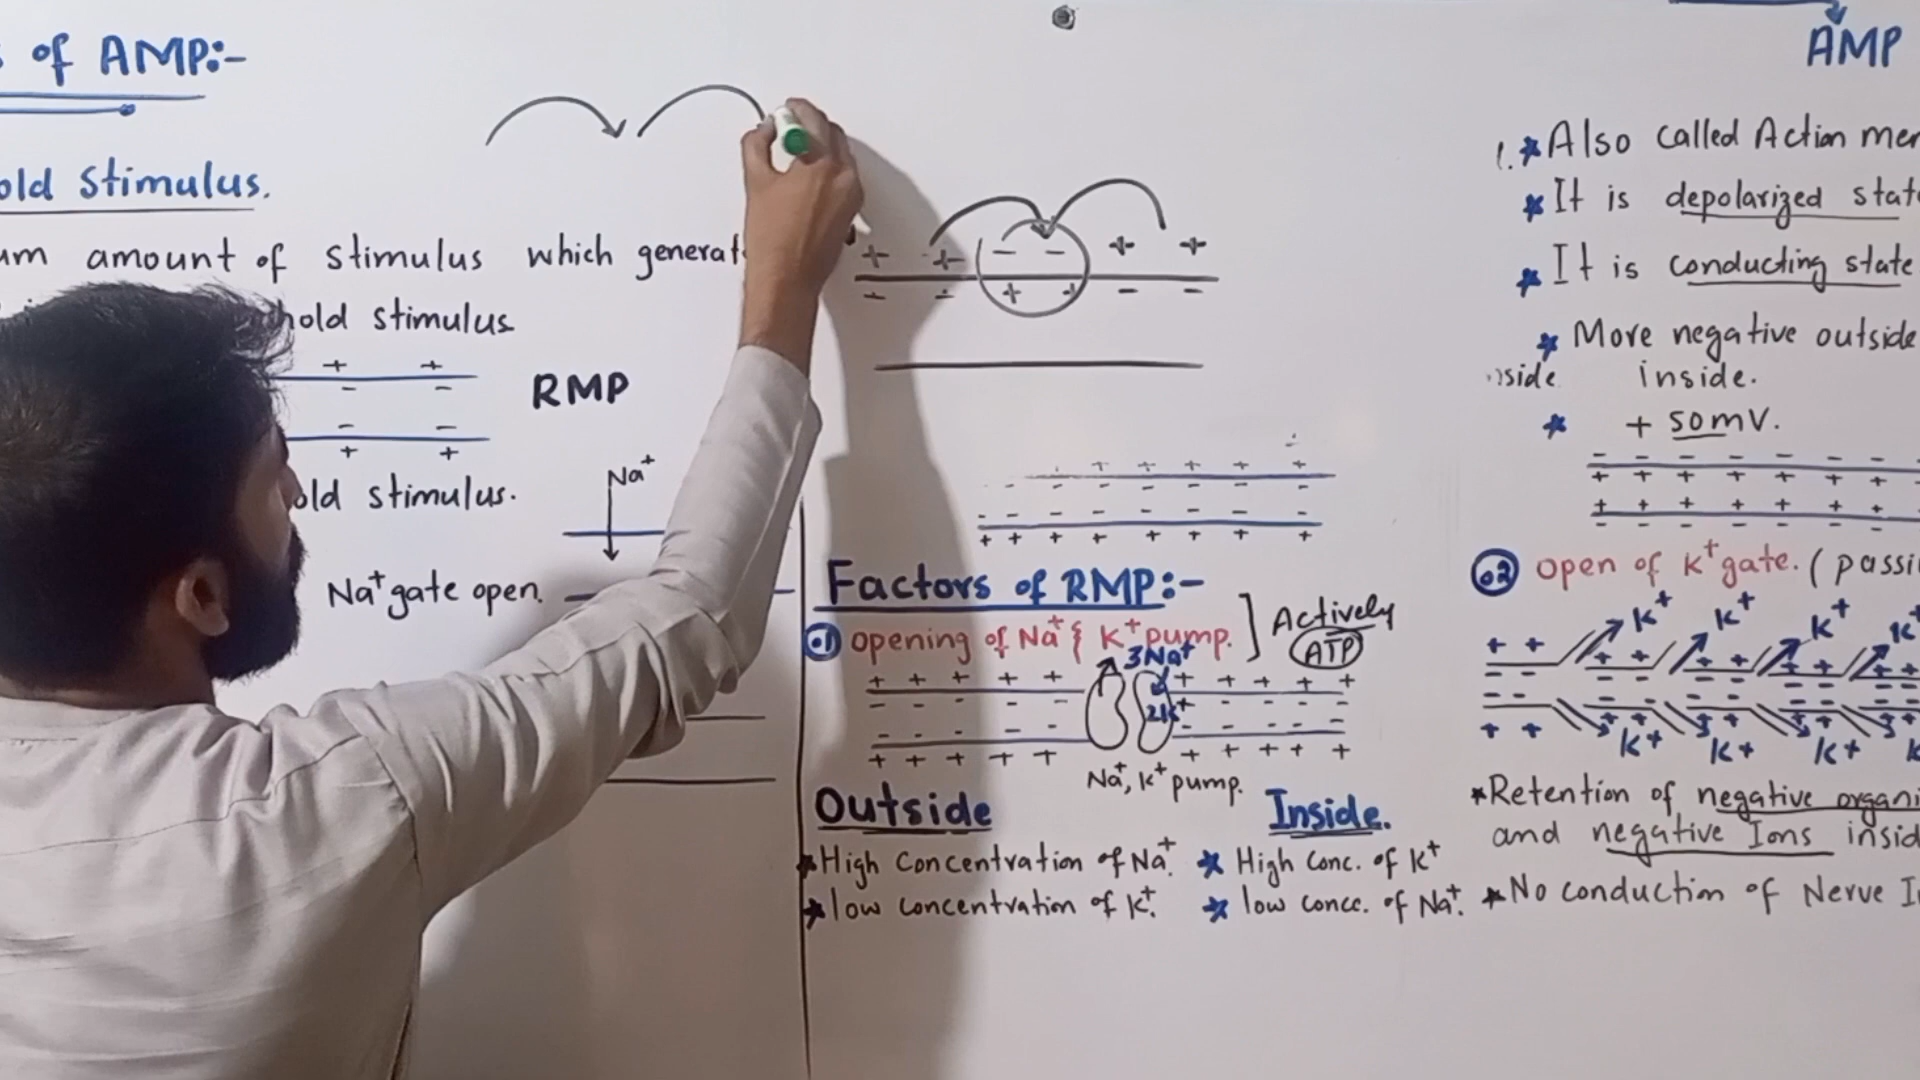 of AMP:-
old Stimulus.
um amount of stimulus which generat
hold stimulus
+ +
- -
- -
+ +
RMP
old stimulus.
Na+
Na+ gate open.
+ + - - + +
- - + + - -
+ + + + + +
- - - - - - -
- - - - - - -
+ + + + + + +
Factors of RMP:-
01 opening of Na+ { K+ pump. ] Actively
ATP
3Na+
+ + + + + + + + + +
2K+
- - - - - - - - -
- - - - - - - -
+ + + + + + + + + +
Na+, K+ pump.
Outside
High Concentration of Na+.
low concentration of K+.
Inside.
High Conc. of K+
low conce. of Na+.
AMP
1. Also called Action mem
It is depolarized state
It is conducting state
More negative outside
nside inside.
+ 50mV.
- - - - - - -
+ + + + + + +
+ + + + + + +
- - - - - - -
02 open of K+ gate. (passi
K+ K+ K+ K+
+ + + + + + + + + +
- - - - - - - -
- - - - - - - -
+ + + + + + + +
K+ K+ K+ K
Retention of negative organi
and negative Ions insid
No conduction of Nerve I